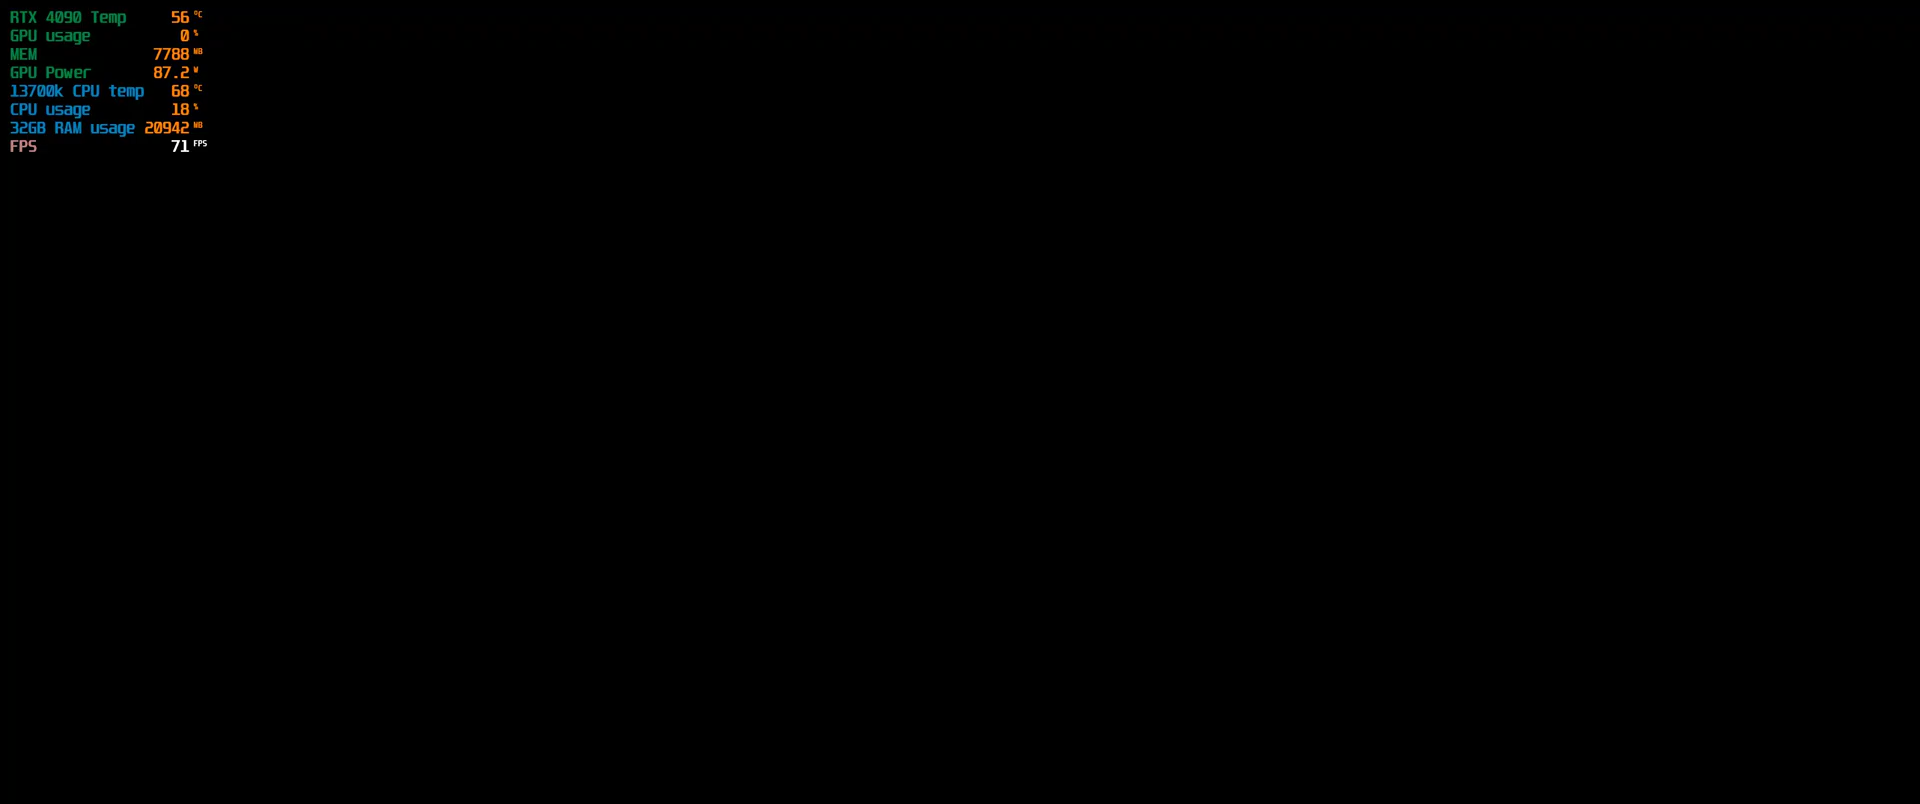 RTX 4090 Temp 56 °C
GPU usage 0 %
MEM 7788 MB
GPU Power 87.2 W
13700k CPU temp 68 °C
CPU usage 18 %
32GB RAM usage 20942 MB
FPS 71 FPS